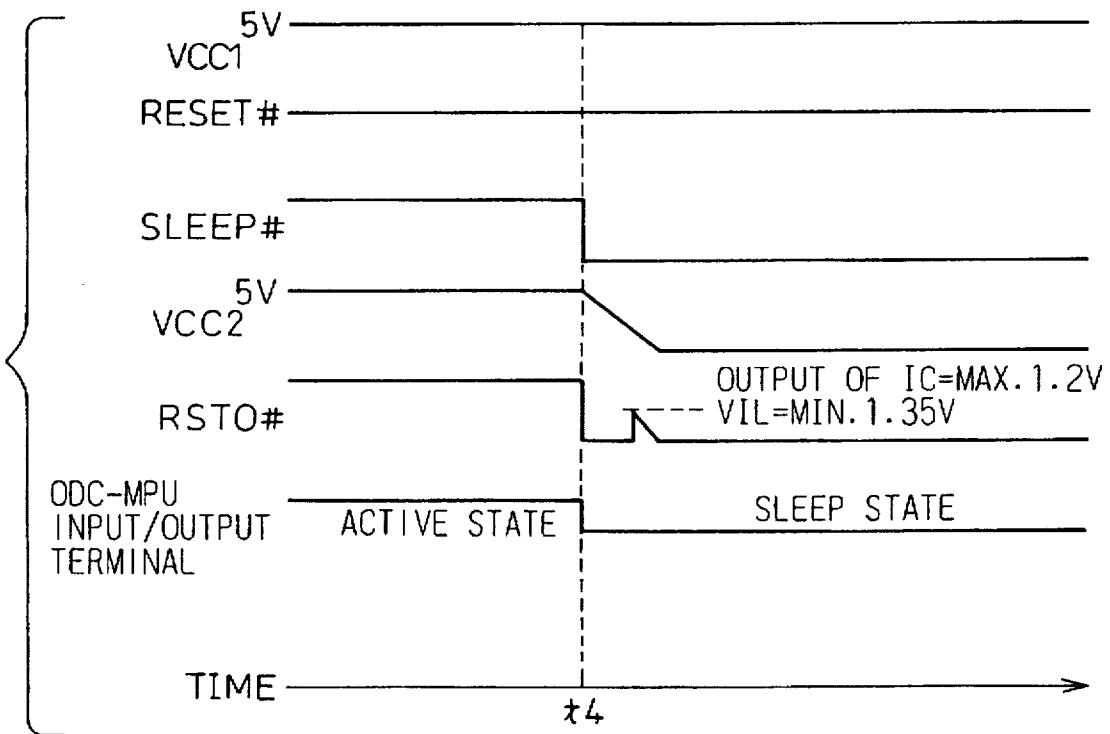 5V
VCC1
RESET#
SLEEP#
5V
VCC2
OUTPUT OF IC=MAX.1.2V
VIL=MIN.1.35V
RSTO#
ODC-MPU
INPUT/OUTPUT
TERMINAL
ACTIVE STATE
SLEEP STATE
TIME
t4